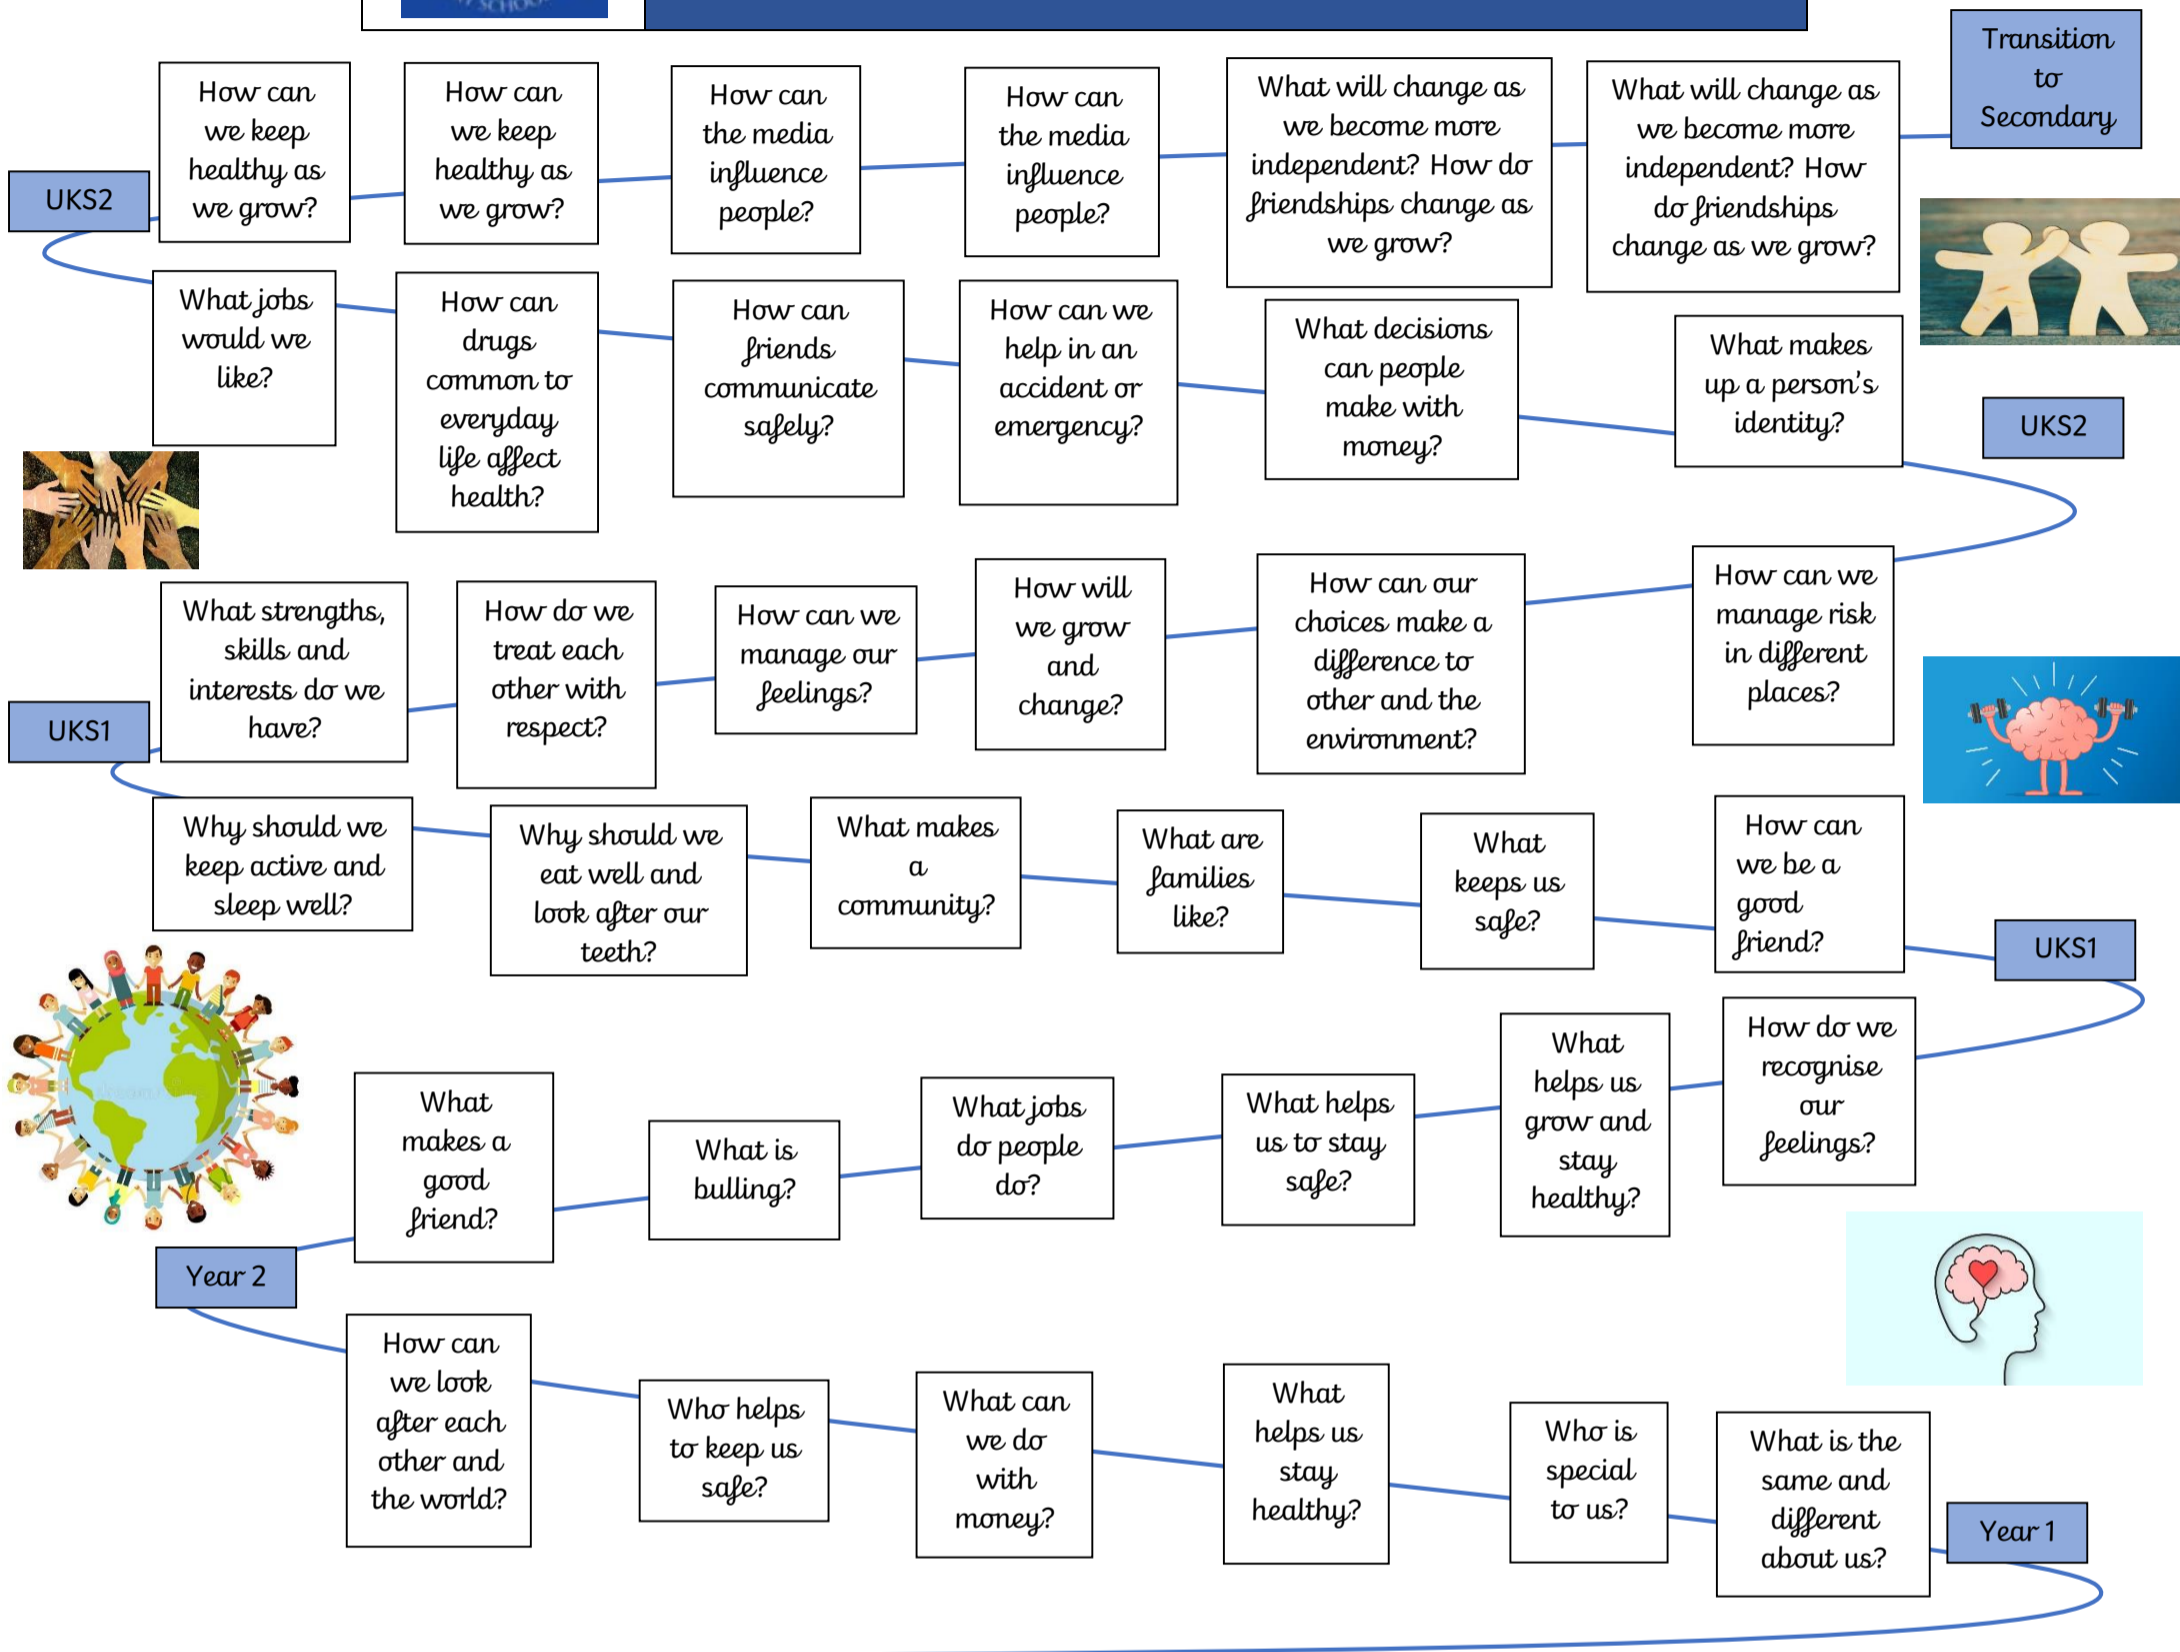 SCHOOL
Transition
to
Secondary
UKS2
How can
we keep
healthy as
we grow?
How can
we keep
healthy as
we grow?
How can
the media
influence
people?
How can
the media
influence
people?
What will change as
we become more
independent? How do
friendships change as
we grow?
What will change as
we become more
independent? How
do friendships
change as we grow?
What jobs
would we
like?
How can
drugs
common to
everyday
life affect
health?
How can
friends
communicate
safely?
How can we
help in an
accident or
emergency?
What decisions
can people
make with
money?
What makes
up a person's
identity?
UKS2
What strengths,
skills and
interests do we
have?
How do we
treat each
other with
respect?
How can we
manage our
feelings?
How will
we grow
and
change?
How can our
choices make a
difference to
other and the
environment?
How can we
manage risk
in different
places?
UKS1
Why should we
keep active and
sleep well?
Why should we
eat well and
look after our
teeth?
What makes
a
community?
What are
families
like?
What
keeps us
safe?
How can
we be a
good
friend?
UKS1
What
makes a
good
friend?
What is
bulling?
What jobs
do people
do?
What helps
us to stay
safe?
What
helps us
grow and
stay
healthy?
How do we
recognise
our
feelings?
Year 2
How can
we look
after each
other and
the world?
Who helps
to keep us
safe?
What can
we do
with
money?
What
helps us
stay
healthy?
Who is
special
to us?
What is the
same and
different
about us?
Year 1